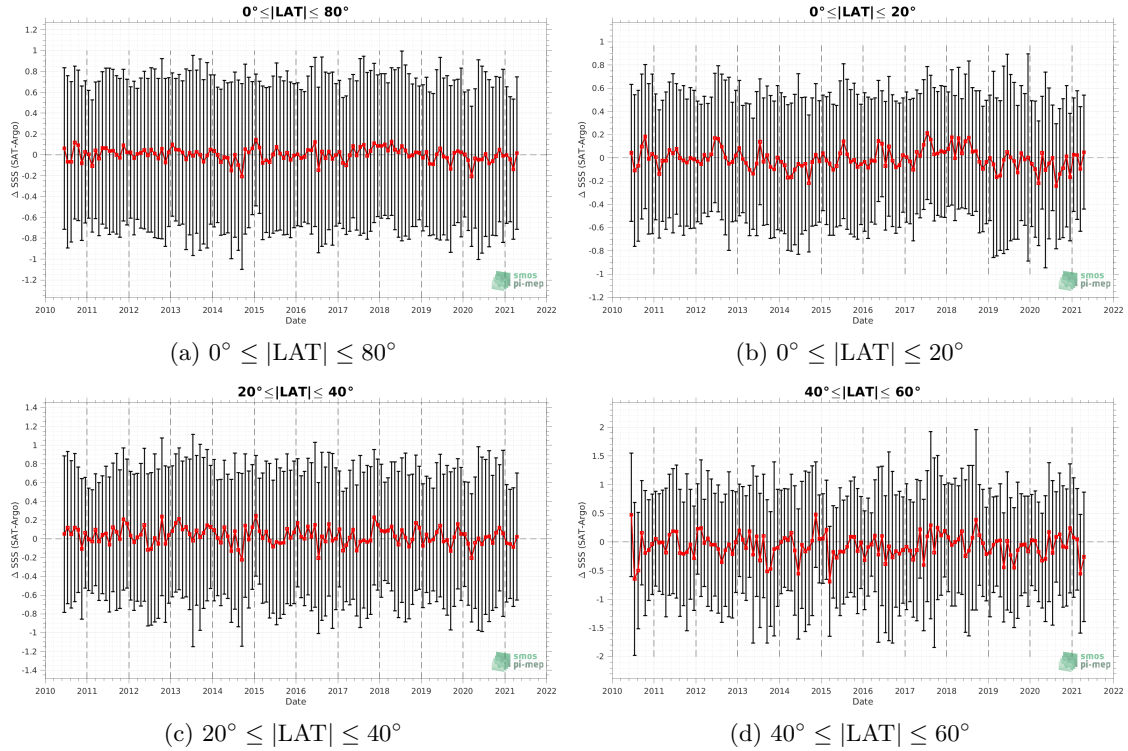 0°≤|LAT|≤ 80°
Δ SSS (SAT-Argo)
1.2
1
0.8
0.6
0.4
0.2
0
-0.2
-0.4
-0.6
-0.8
-1
-1.2
2010 2011 2012 2013 2014 2015 2016 2017 2018 2019 2020 2021 2022
Date
smos
pi-mep
(a) 0° ≤ |LAT| ≤ 80°
0°≤|LAT|≤ 20°
Δ SSS (SAT-Argo)
1
0.8
0.6
0.4
0.2
0
-0.2
-0.4
-0.6
-0.8
-1
-1.2
2010 2011 2012 2013 2014 2015 2016 2017 2018 2019 2020 2021 2022
Date
smos
pi-mep
(b) 0° ≤ |LAT| ≤ 20°
20°≤|LAT|≤ 40°
Δ SSS (SAT-Argo)
1.4
1.2
1
0.8
0.6
0.4
0.2
0
-0.2
-0.4
-0.6
-0.8
-1
-1.2
-1.4
2010 2011 2012 2013 2014 2015 2016 2017 2018 2019 2020 2021 2022
Date
smos
pi-mep
(c) 20° ≤ |LAT| ≤ 40°
40°≤|LAT|≤ 60°
Δ SSS (SAT-Argo)
2
1.5
1
0.5
0
-0.5
-1
-1.5
-2
2010 2011 2012 2013 2014 2015 2016 2017 2018 2019 2020 2021 2022
Date
smos
pi-mep
(d) 40° ≤ |LAT| ≤ 60°